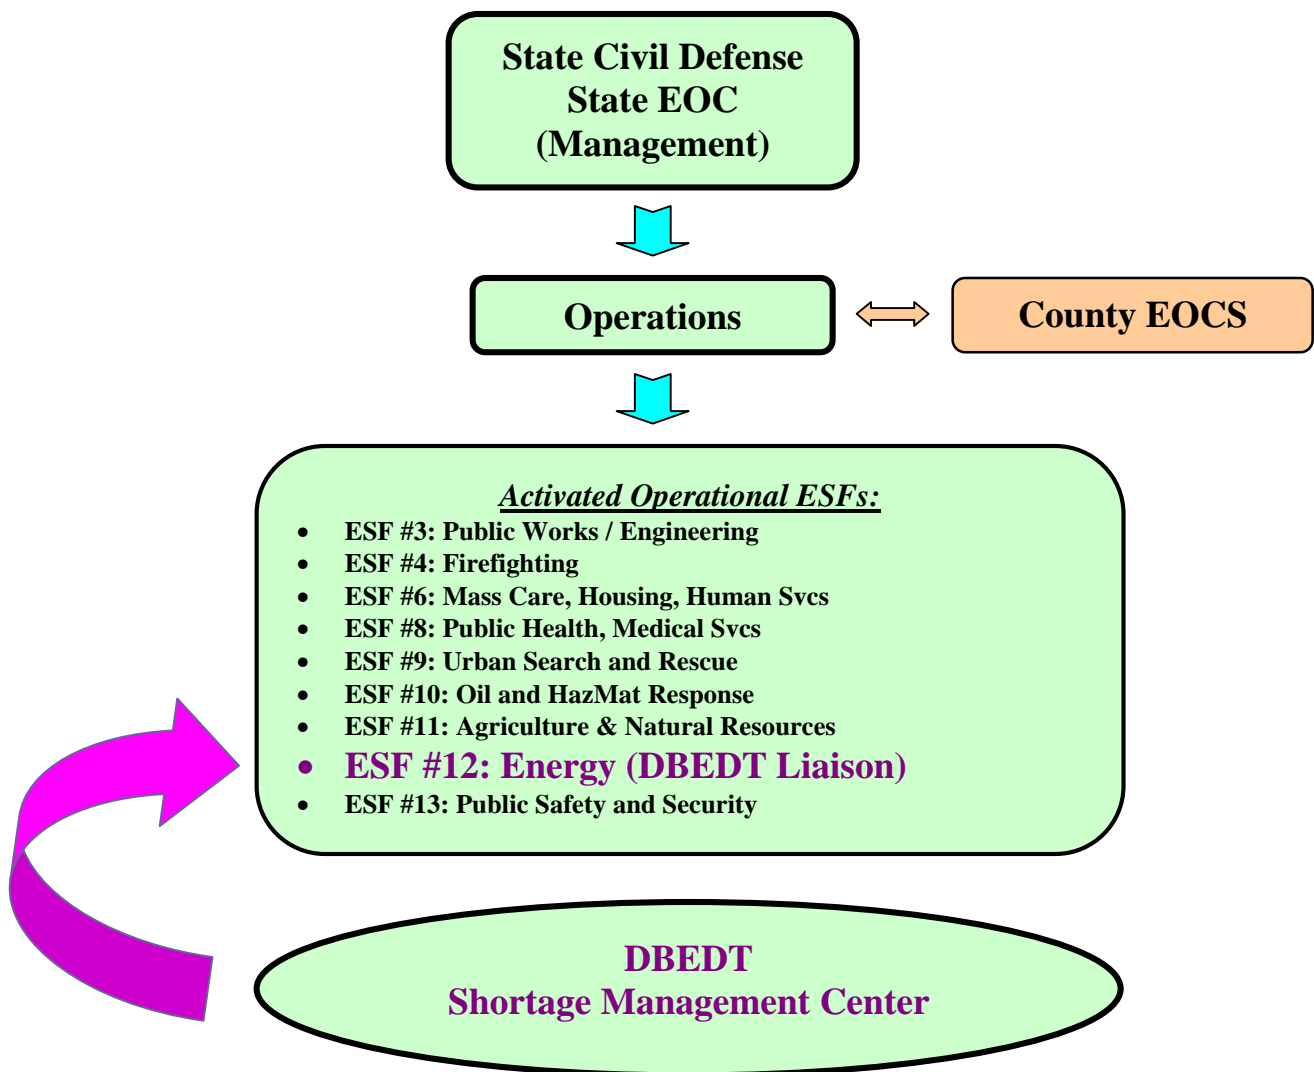 State Civil Defense
State EOC
(Management)
Operations
County EOCS
Activated Operational ESFs:
• ESF #3: Public Works / Engineering
• ESF #4: Firefighting
• ESF #6: Mass Care, Housing, Human Svcs
• ESF #8: Public Health, Medical Svcs
• ESF #9: Urban Search and Rescue
• ESF #10: Oil and HazMat Response
• ESF #11: Agriculture & Natural Resources
• ESF #12: Energy (DBEDT Liaison)
• ESF #13: Public Safety and Security
DBEDT
Shortage Management Center